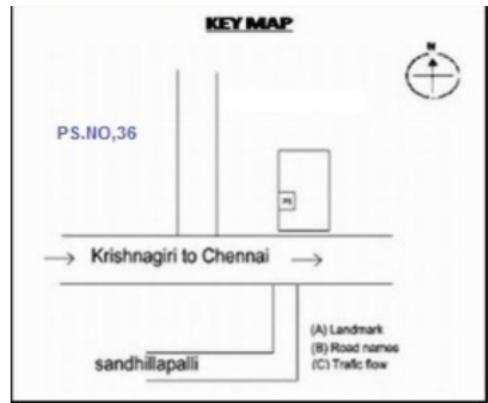 KEY MAP
N
PS.NO,36
PS
Krishnagiri to Chennai
(A) Landmark
(B) Road names
(C) Trafic flow
sandhillapalli